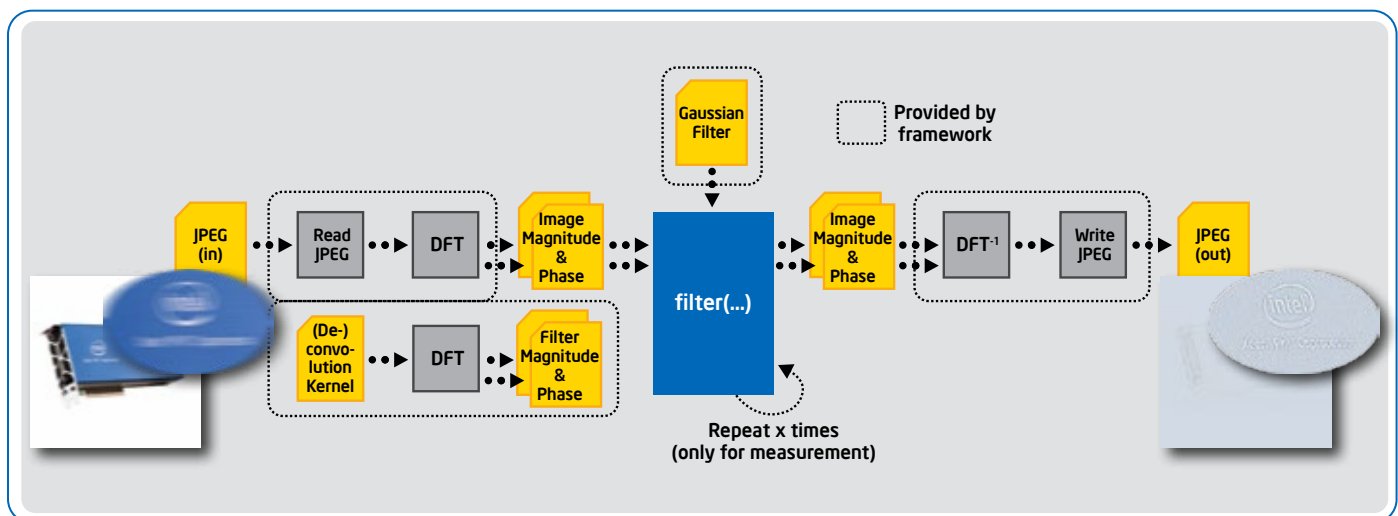 Gaussian
Filter
Provided by
framework
JPEG
(in)
Read
JPEG
DFT
Image
Magnitude
&
Phase
filter(...)
Image
Magnitude
&
Phase
DFT-1
Write
JPEG
JPEG
(out)
(De-)
convo-
lution
Kernel
DFT
Filter
Magnitude
&
Phase
Repeat x times
(only for measurement)
intel